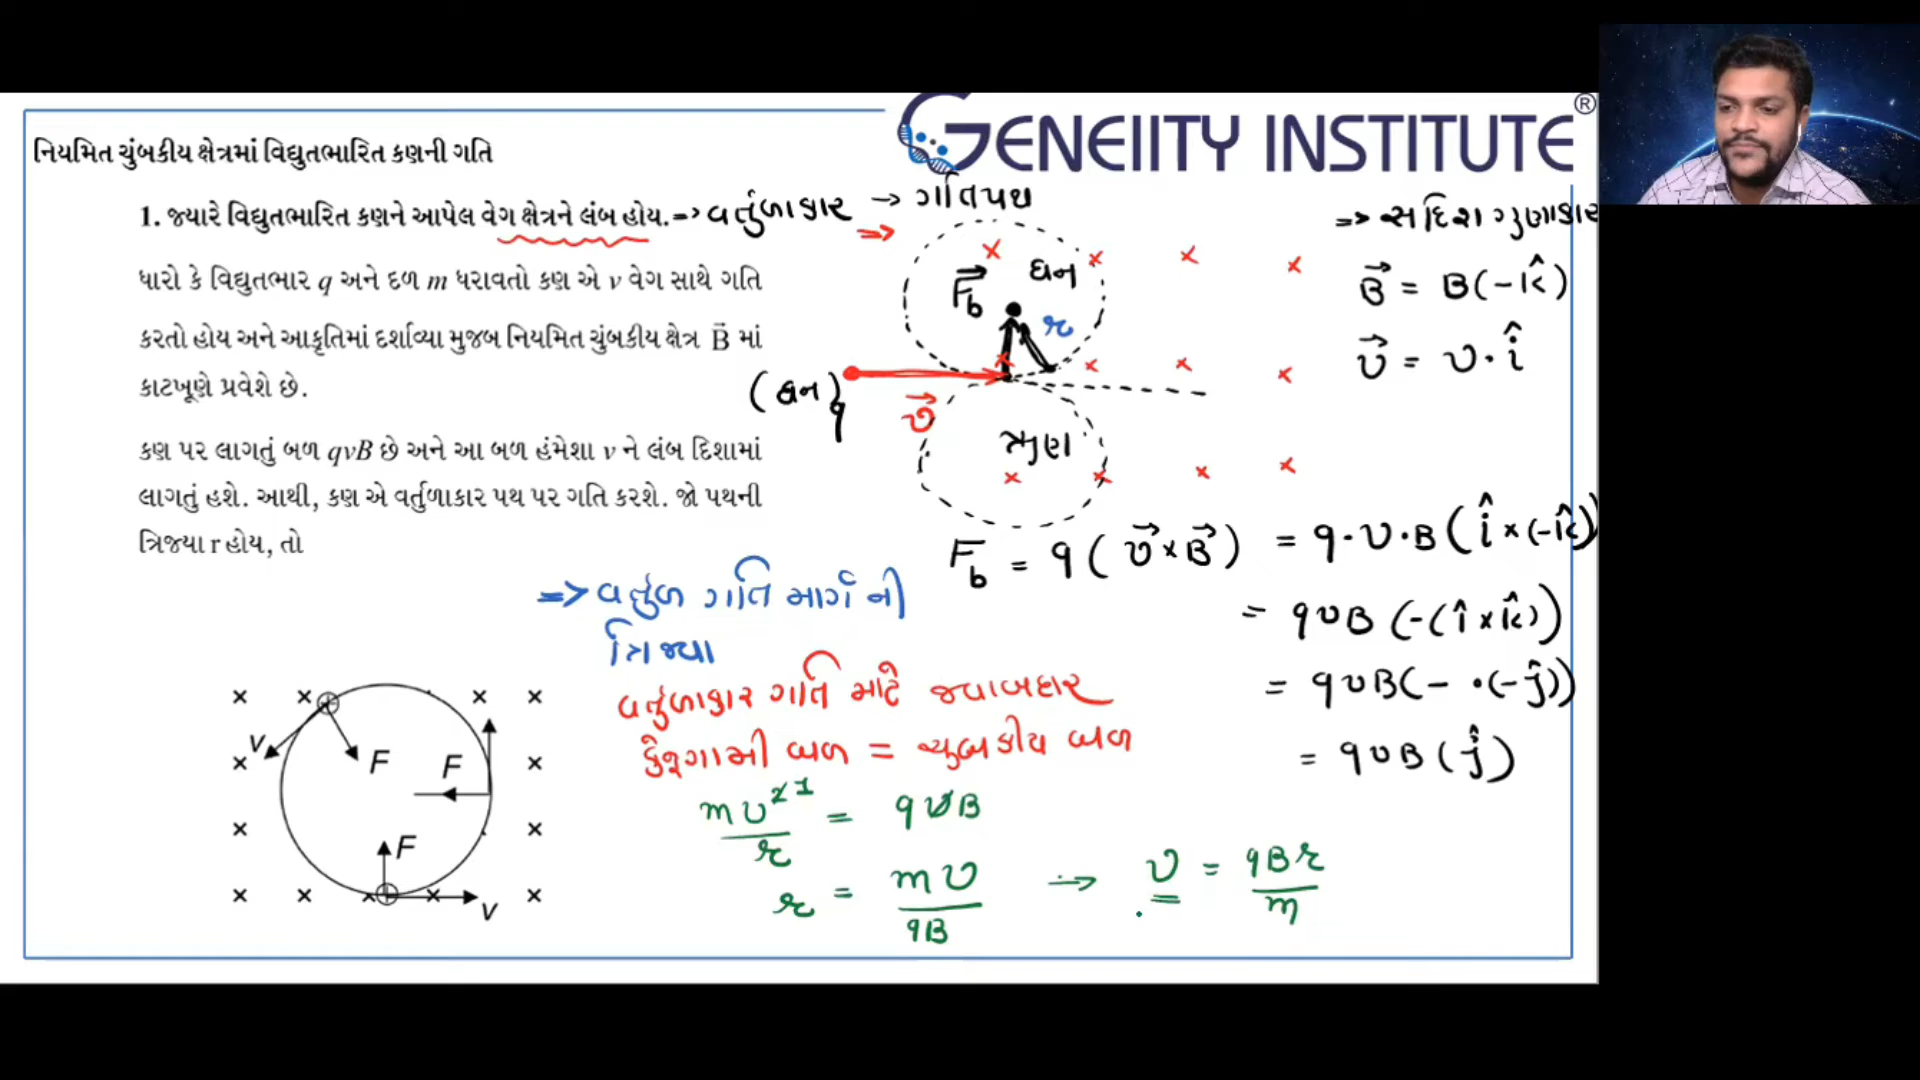 GENEIITY INSTITUTE®
નિયમિત ચુંબકીય ક્ષેત્રમાં વિદ્યુતભારિત કણની ગતિ
1. જ્યારે વિદ્યુતભારિત કણને આપેલ વેગ ક્ષેત્રને લંબ હોય. => વર્તુળાકાર → ગતિપથ
ધારો કે વિદ્યુતભાર q અને દળ m ધરાવતો કણ એ v વેગ સાથે ગતિ
કરતો હોય અને આકૃતિમાં દર્શાવ્યા મુજબ નિયમિત ચુંબકીય ક્ષેત્ર B⃗ માં
કાટખૂણે પ્રવેશે છે.
કણ પર લાગતું બળ qvB છે અને આ બળ હંમેશા v ને લંબ દિશામાં
લાગતું હશે. આથી, કણ એ વર્તુળાકાર પથ પર ગતિ કરશે. જો પથની
ત્રિજ્યા r હોય, તો
F⃗b ધન
r
(ધન) q
v⃗
ઋણ
=> સદિશ ગુણાકાર
B⃗ = B(-k̂)
v⃗ = v · î
Fb = q ( v⃗ × B⃗ ) = q · v · B ( î × (-k̂) )
= qvB (-(î × k̂))
= qvB (- · (-ĵ))
= qvB ( ĵ )
=> વર્તુળ ગતિ માર્ગ ની
ત્રિજ્યા
વર્તુળાકાર ગતિ માટે જવાબદાર
કેન્દ્રગામી બળ = ચુંબકીય બળ
mv²¹/r = qvB
r = mv/qB → v = qBr/m
v F F
F
v